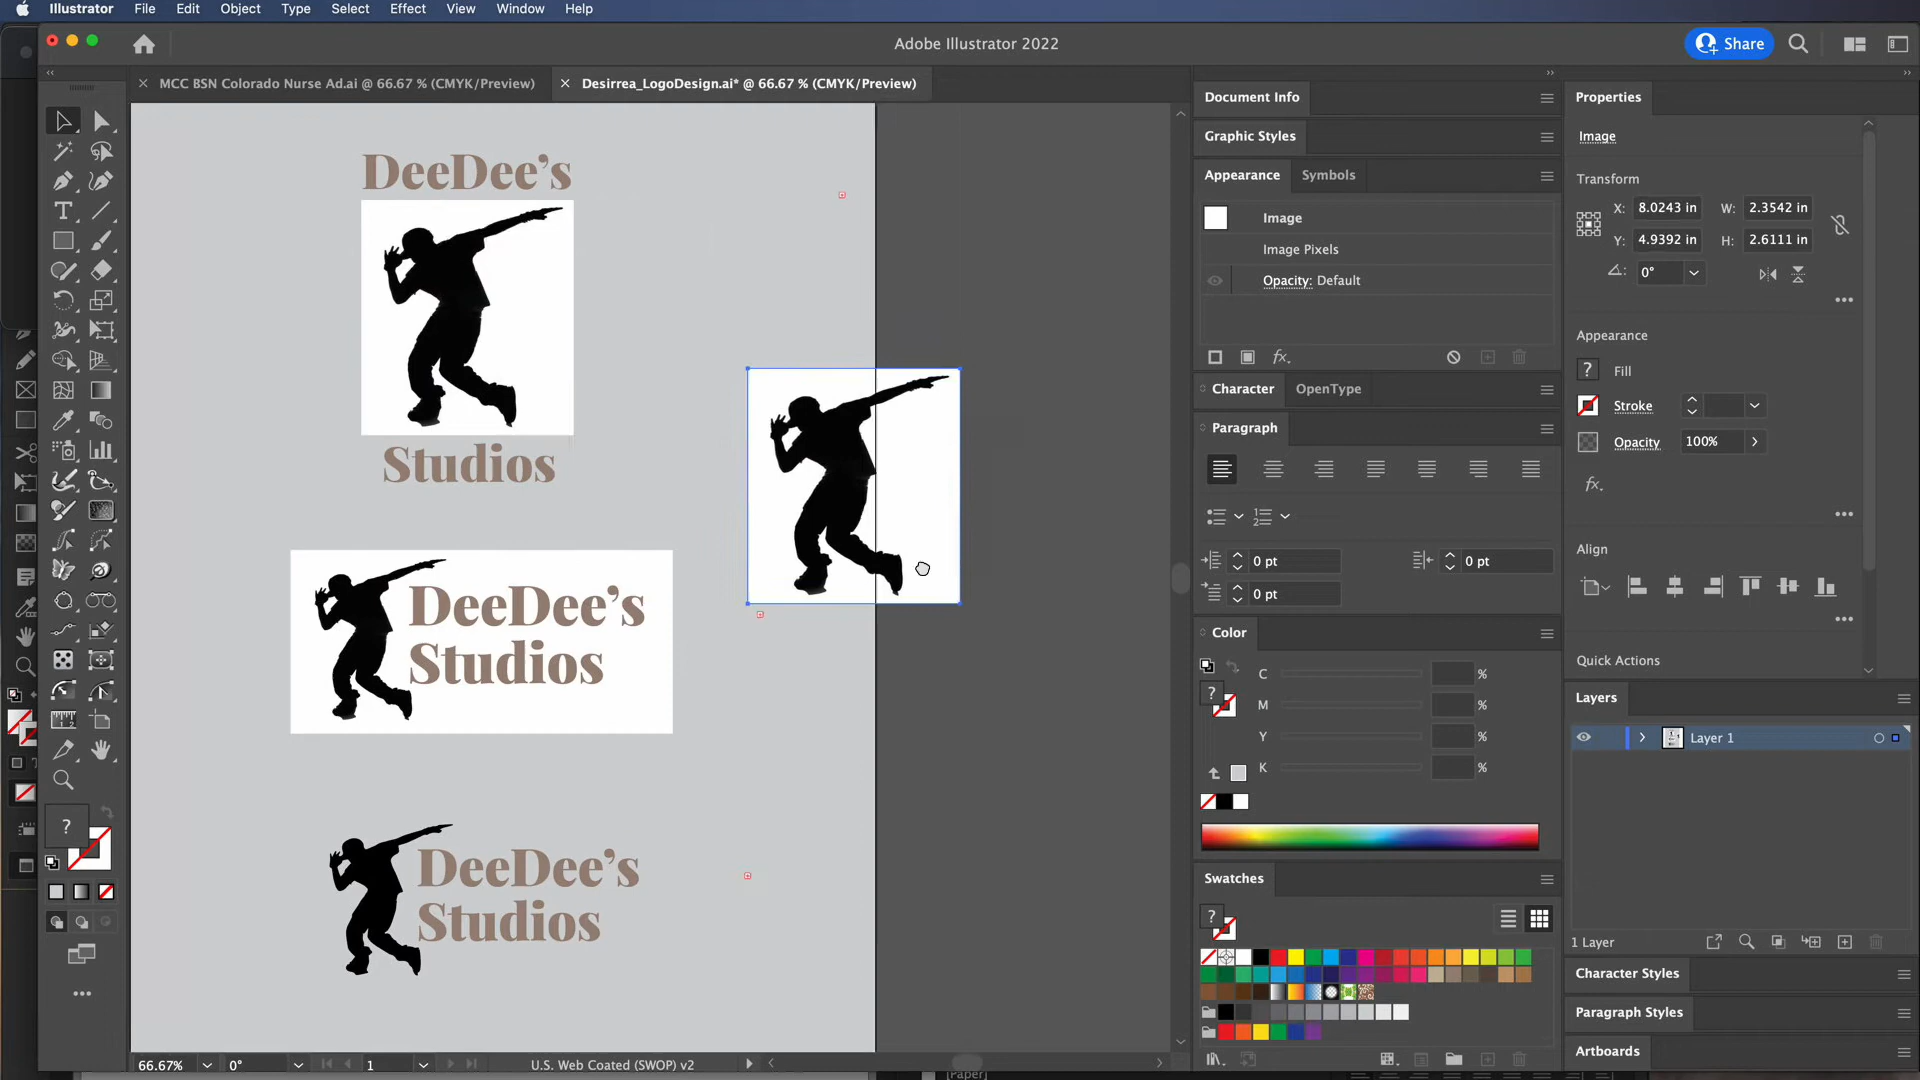 Illustrator File Edit Object Type Select Effect View Window Help
Adobe Illustrator 2022
Share
MCC BSN Colorado Nurse Ad.ai @ 66.67 % (CMYK/Preview)
Desirrea_LogoDesign.ai* @ 66.67 % (CMYK/Preview)
DeeDee’s
Studios
DeeDee’s
Studios
DeeDee’s
Studios
66.67%
0°
1
U.S. Web Coated (SWOP) v2
[Paper]
Document Info
Graphic Styles
Appearance
Symbols
Image
Image Pixels
Opacity: Default
fx.
Character
OpenType
Paragraph
0 pt
0 pt
0 pt
Color
?
C %
M %
Y %
K %
Swatches
?
Properties
Image
Transform
X: 8.0243 in W: 2.3542 in
Y: 4.9392 in H: 2.6111 in
0°
Appearance
? Fill
Stroke
Opacity 100%
fx.
Align
Quick Actions
Layers
Layer 1
1 Layer
Character Styles
Paragraph Styles
Artboards
?